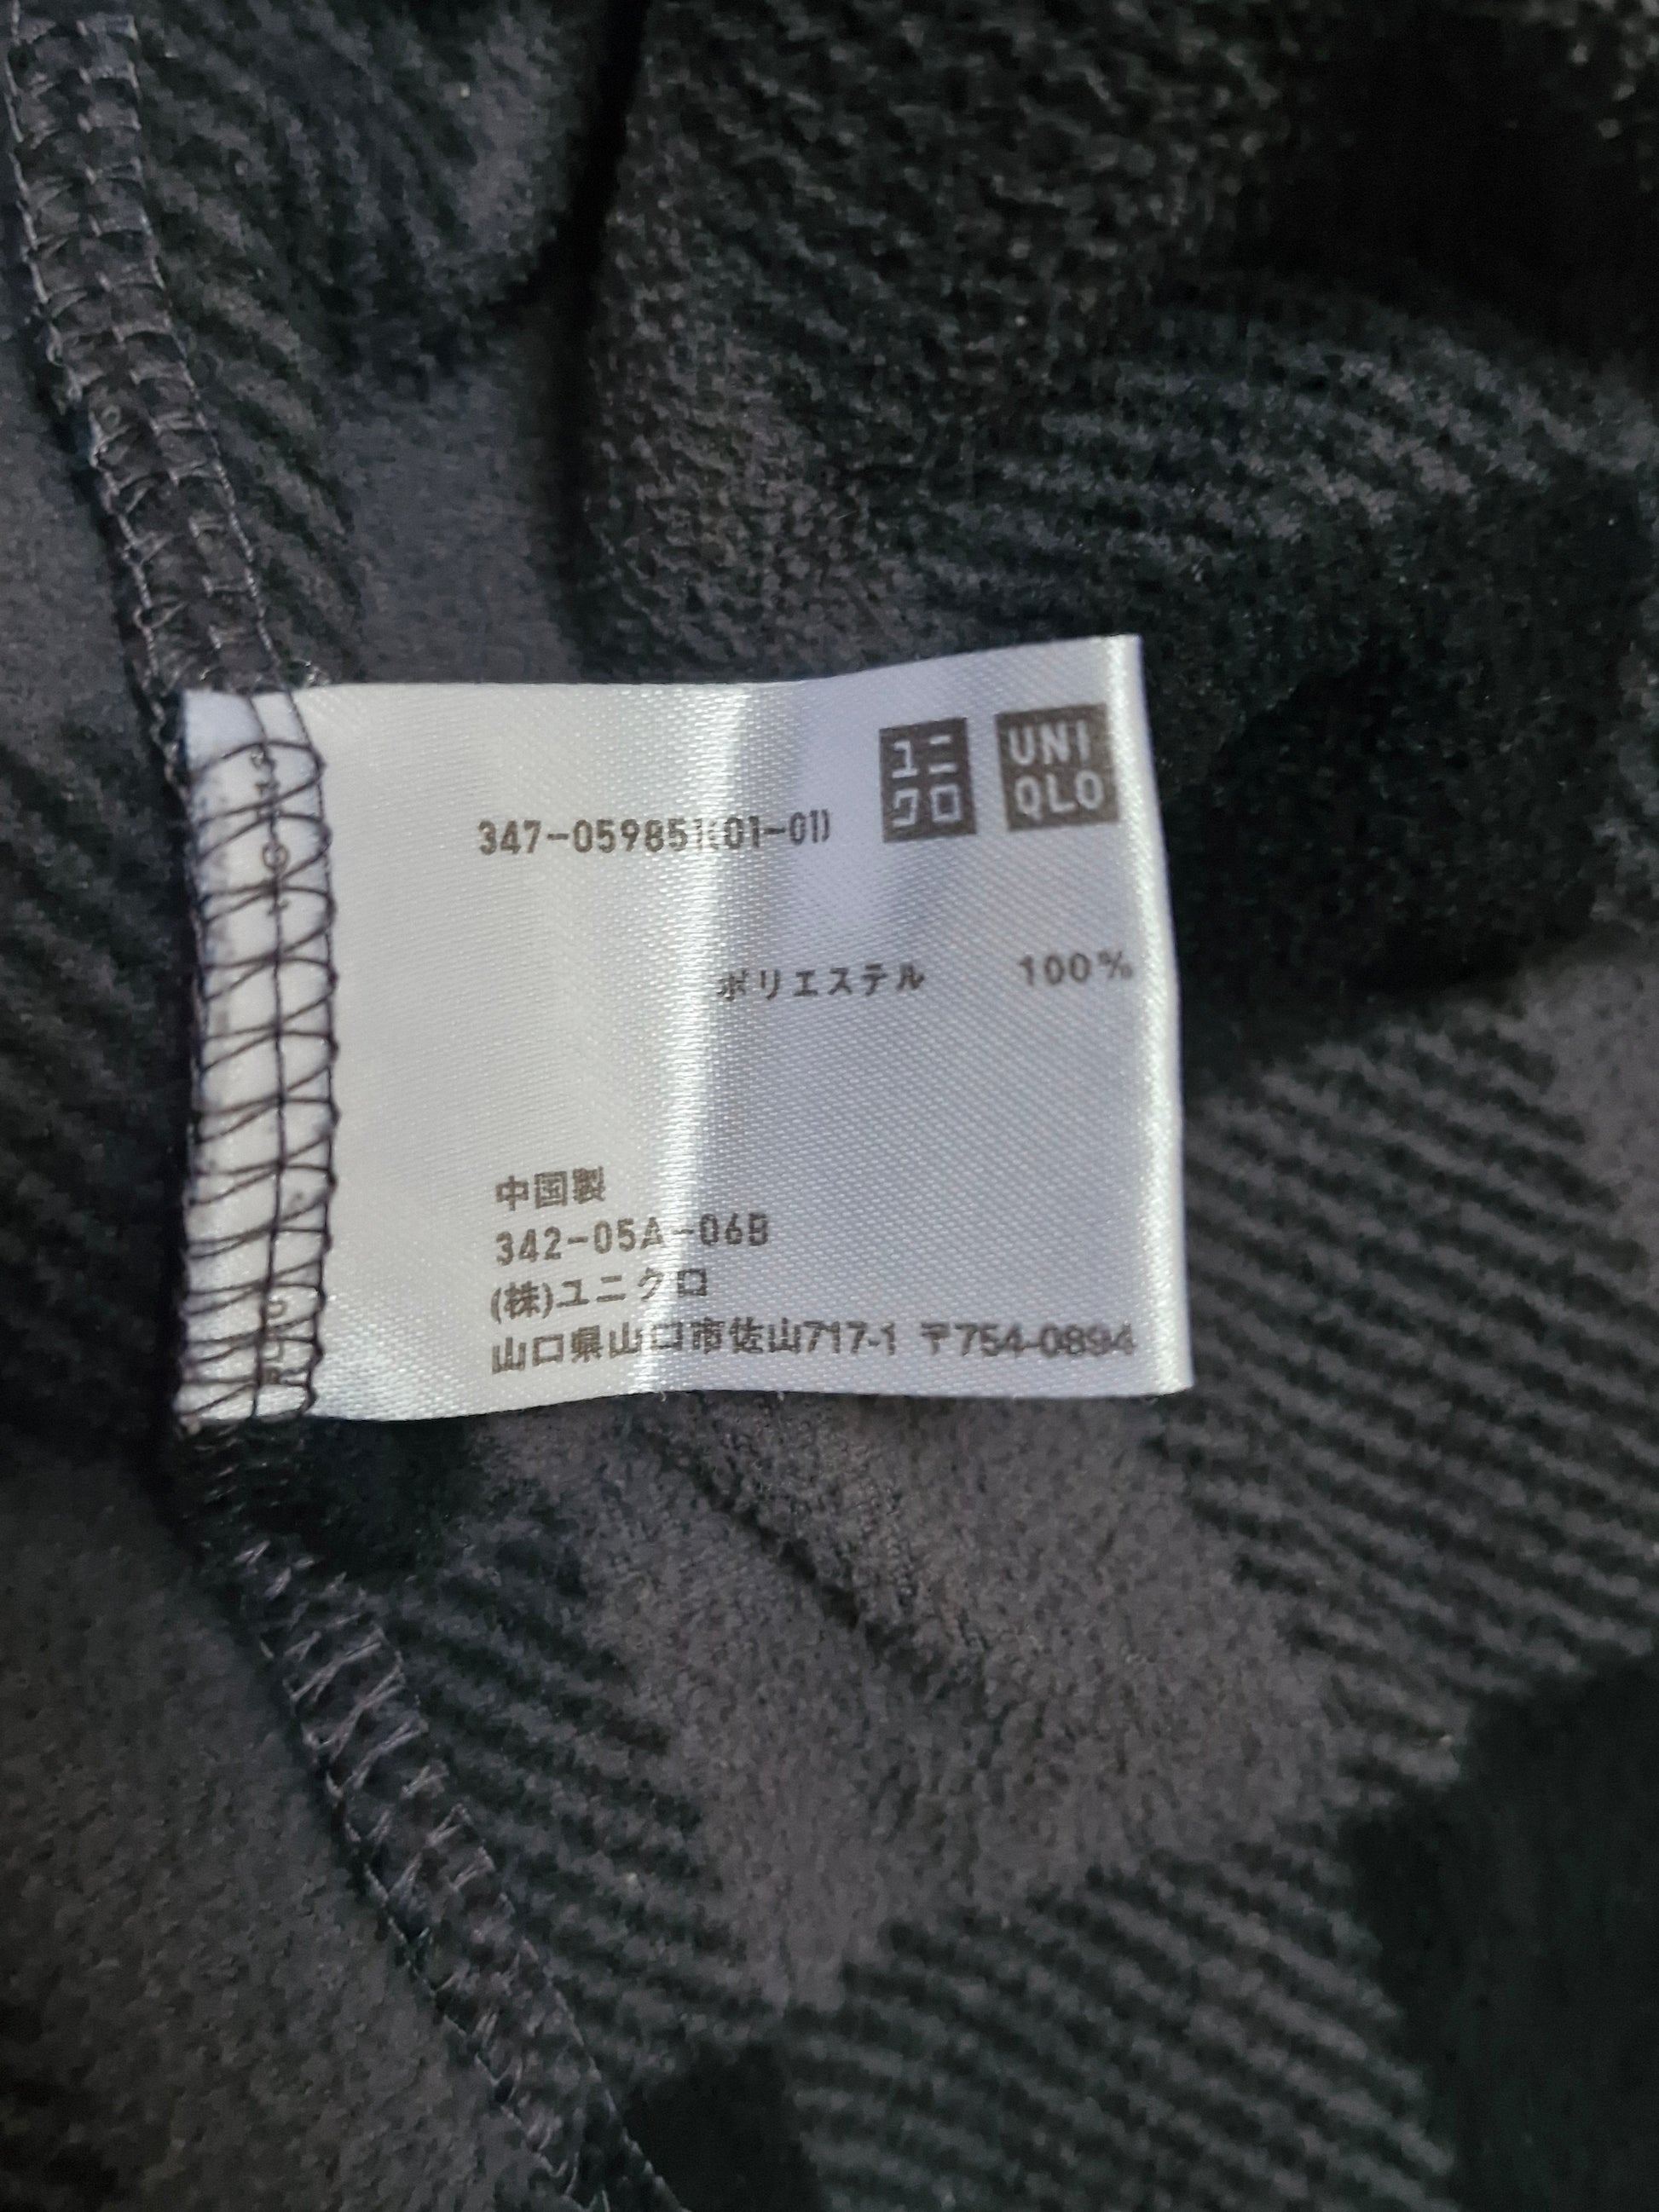 ユニ
クロ
UNI
QLO
347-059851(01-01)
ポリエステル 100%
中国製
342-05A-06B
(株)ユニクロ
山口県山口市佐山717-1 〒754-0894